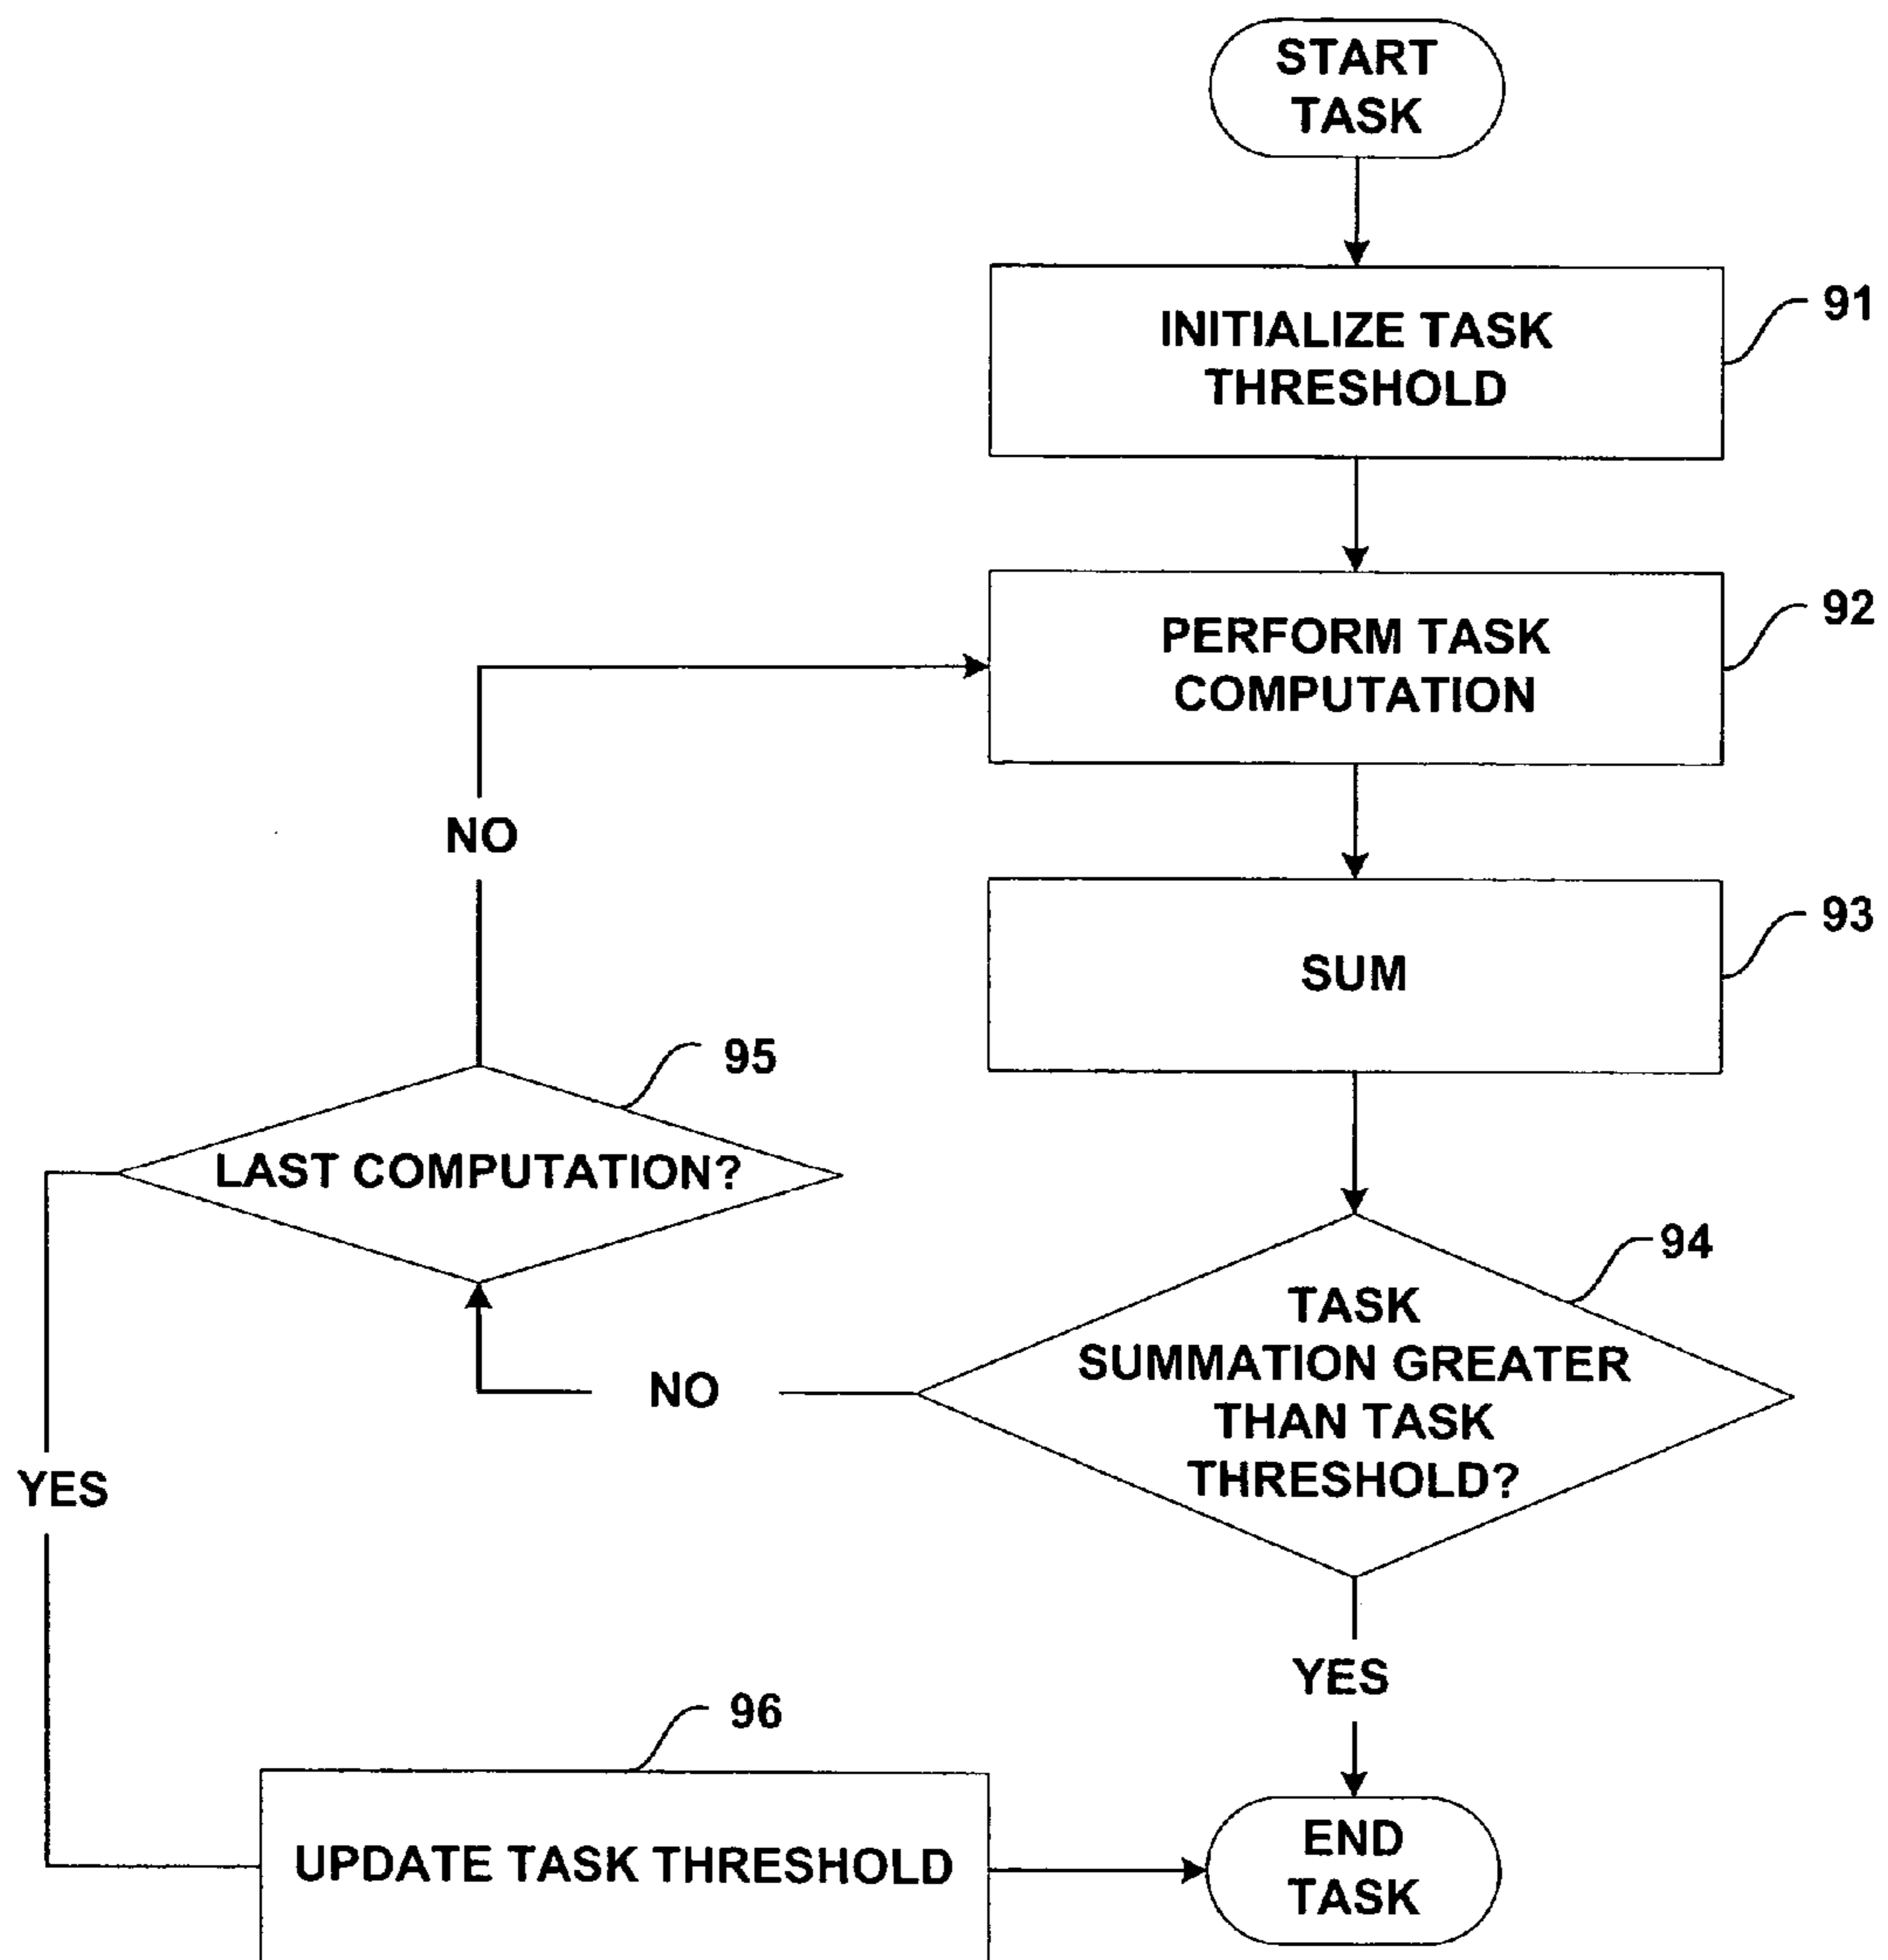 START
TASK
INITIALIZE TASK
THRESHOLD
91
PERFORM TASK
COMPUTATION
92
NO
SUM
93
LAST COMPUTATION?
95
TASK
SUMMATION GREATER
THAN TASK
THRESHOLD?
94
NO
YES
YES
UPDATE TASK THRESHOLD
96
END
TASK